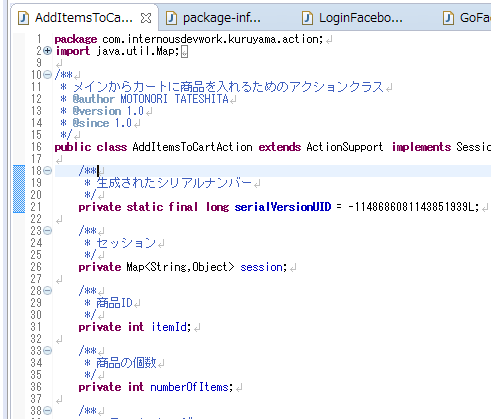 AddItemsToCa... package-inf... LoginFacebo... GoFa
1 package com.internousdevwork.kuruyama.action;
2 import java.util.Map;
9
10 /**
11 * メインからカートに商品を入れるためのアクションクラス
12 * @author MOTONORI TATESHITA
13 * @version 1.0
14 * @since 1.0
15 */
16 public class AddItemsToCartAction extends ActionSupport implements Sessio
17
18 /**
19 * 生成されたシリアルナンバー
20 */
21 private static final long serialVersionUID = -1148686081143851939L;
22
23 /**
24 * セッション
25 */
26 private Map<String,Object> session;
27
28 /**
29 * 商品ID
30 */
31 private int itemId;
32
33 /**
34 * 商品の個数
35 */
36 private int numberOfItems;
37
38 /**